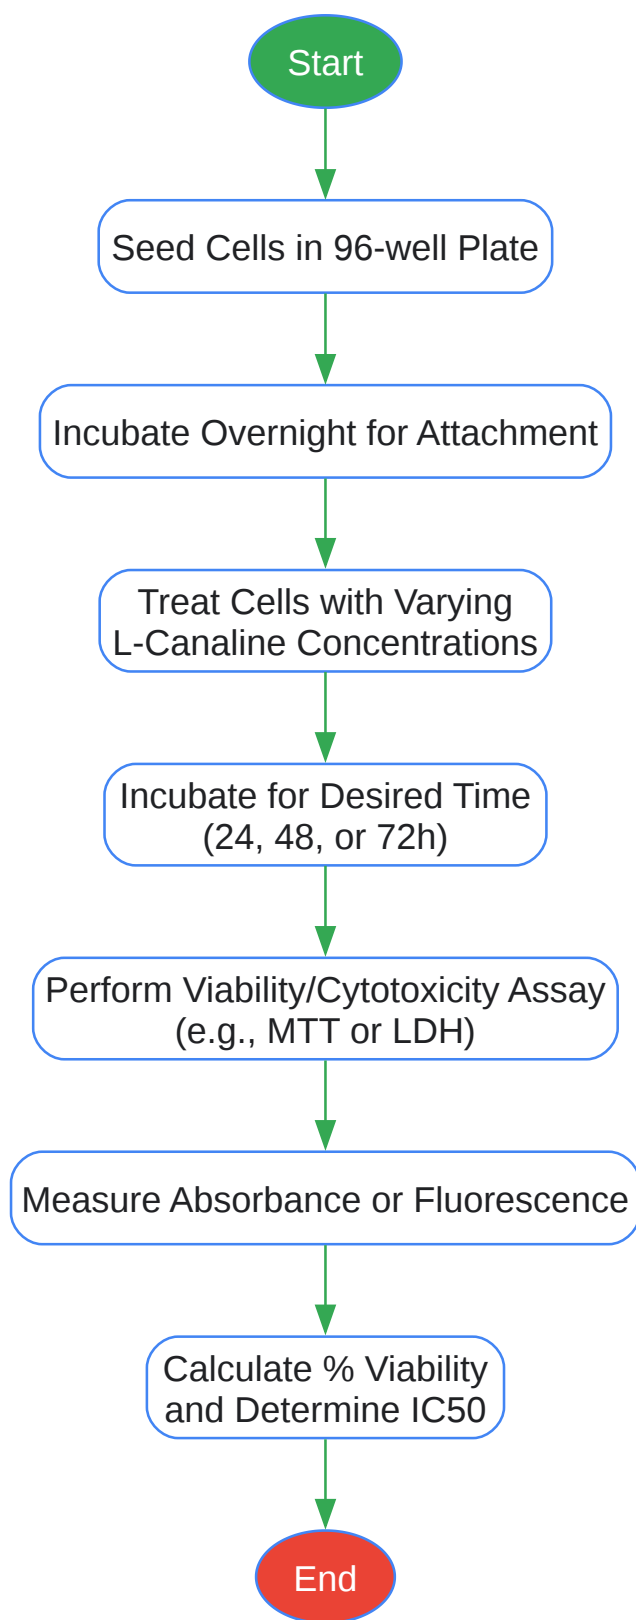 Start
Seed Cells in 96-well Plate
Incubate Overnight for Attachment
Treat Cells with Varying
L-Canaline Concentrations
Incubate for Desired Time
(24, 48, or 72h)
Perform Viability/Cytotoxicity Assay
(e.g., MTT or LDH)
Measure Absorbance or Fluorescence
Calculate % Viability
and Determine IC50
End